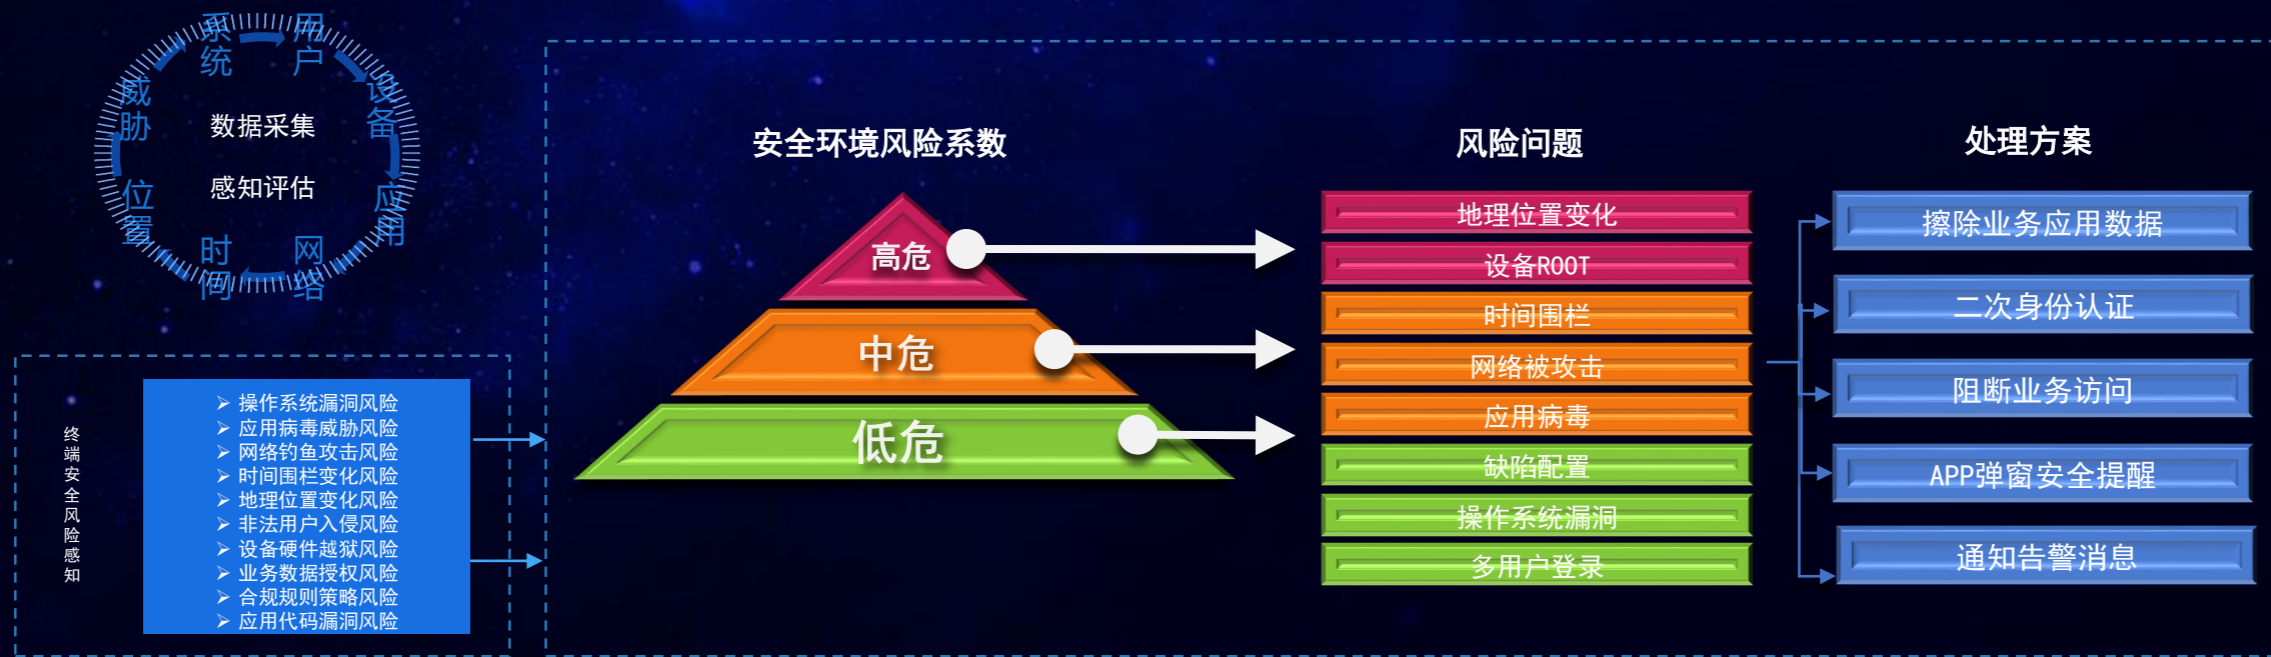 系统
用户
设备
应用
网络
时间
位置
威胁
数据采集
感知评估
终端安全风险感知
操作系统漏洞风险
应用病毒威胁风险
网络钓鱼攻击风险
时间围栏变化风险
地理位置变化风险
非法用户入侵风险
设备硬件越狱风险
业务数据授权风险
合规规则策略风险
应用代码漏洞风险
安全环境风险系数
高危
中危
低危
风险问题
地理位置变化
设备ROOT
时间围栏
网络被攻击
应用病毒
缺陷配置
操作系统漏洞
多用户登录
处理方案
擦除业务应用数据
二次身份认证
阻断业务访问
APP弹窗安全提醒
通知告警消息